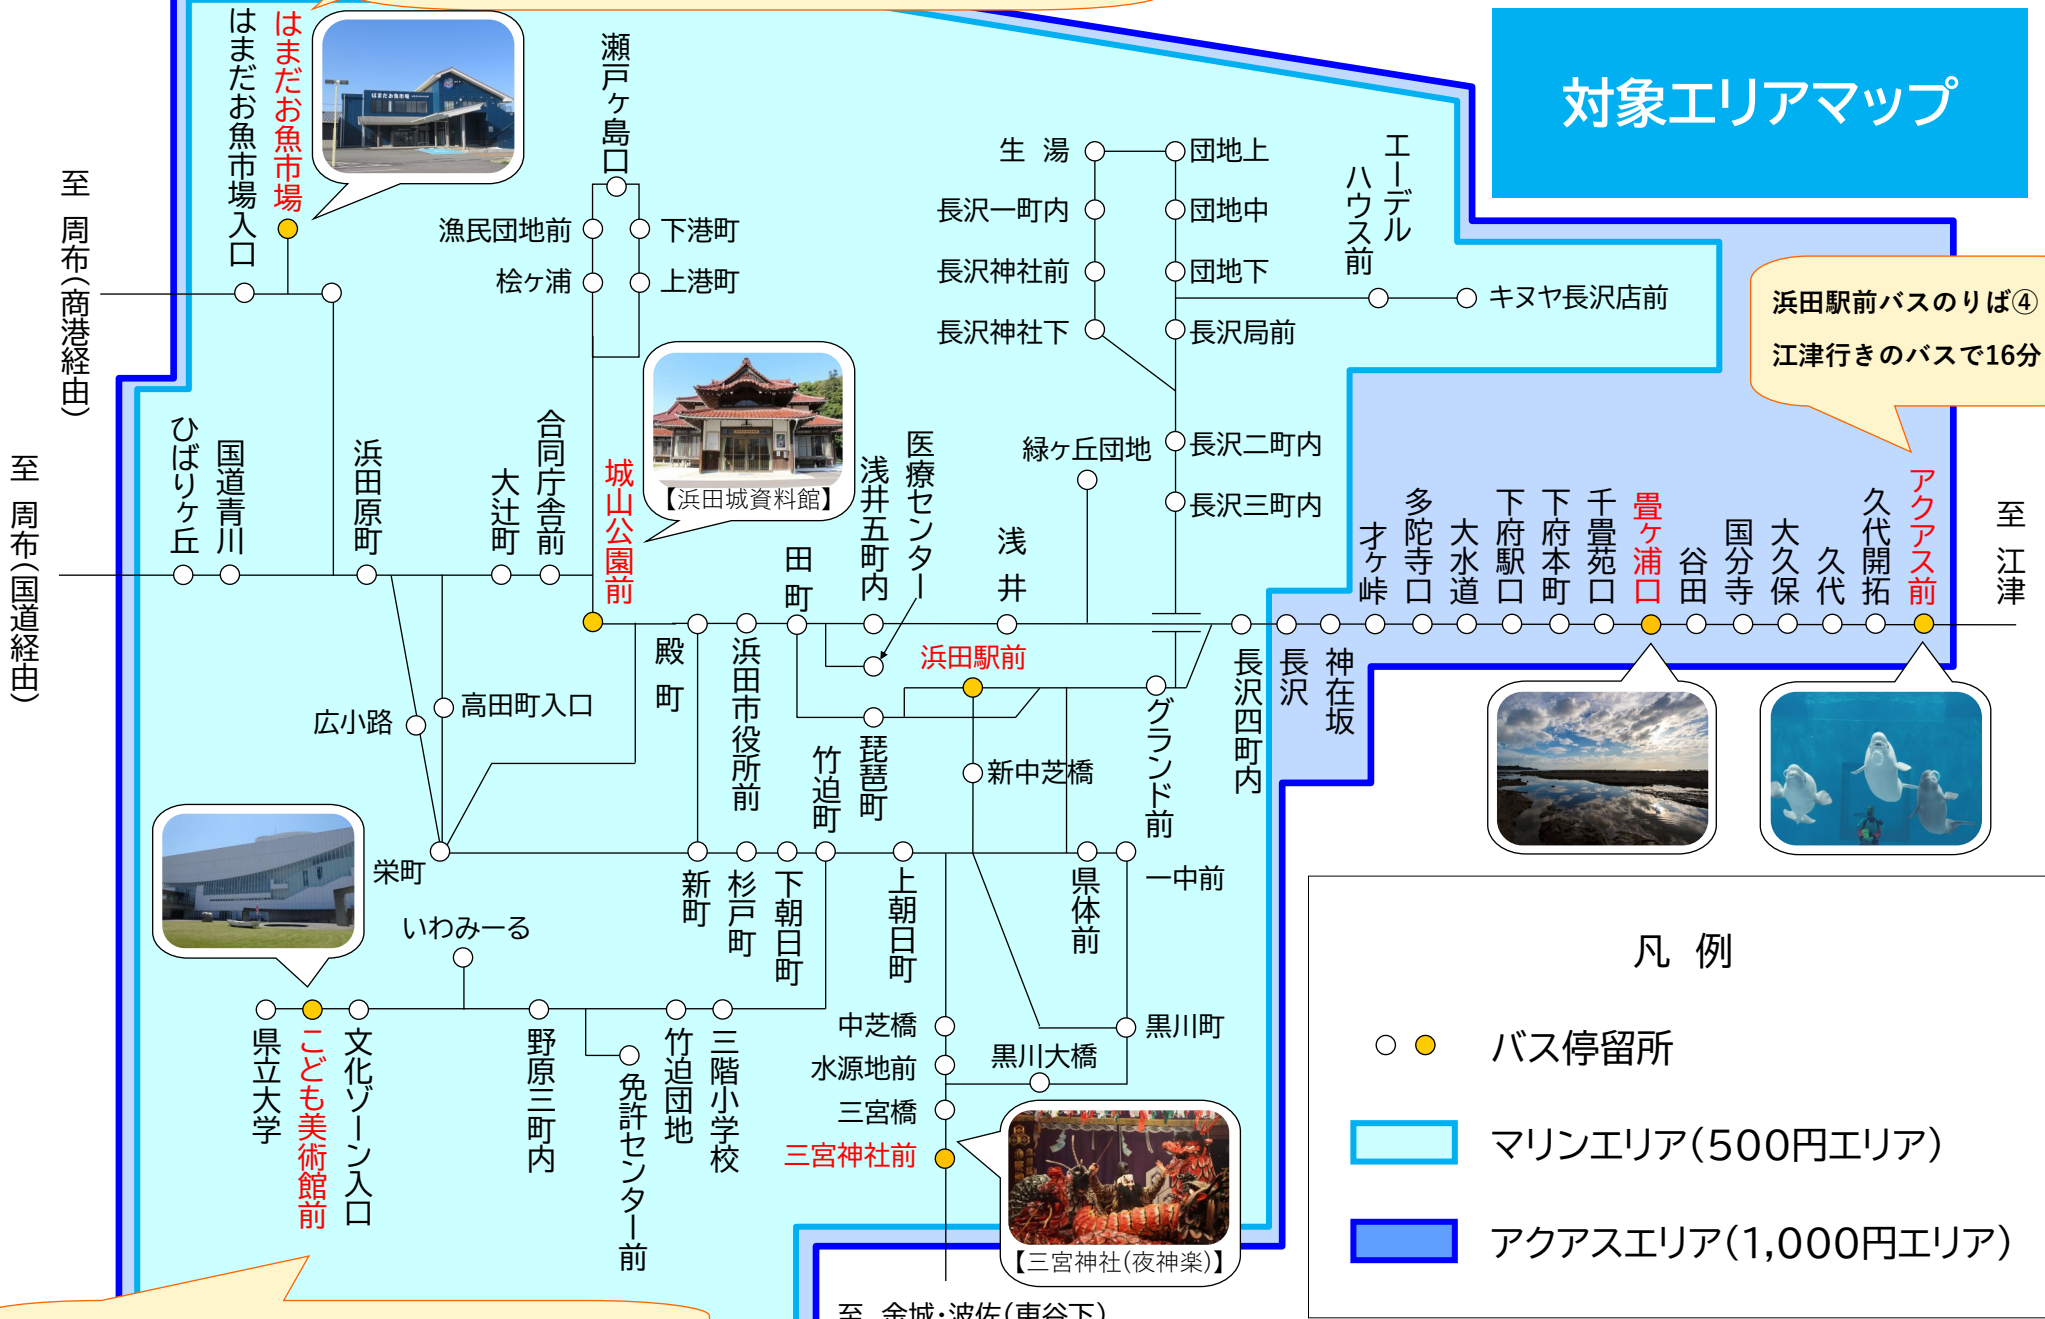 対象エリアマップ
はまだお魚市場入口
はまだお魚市場
はまだお魚市場
瀬戸ヶ島口
漁民団地前
下港町
桧ヶ浦
上港町
生 湯
団地上
長沢一町内
団地中
長沢神社前
団地下
長沢神社下
長沢局前
エーデル
ハウス前
キヌヤ長沢店前
浜田駅前バスのりば④
江津行きのバスで16分
至 周布(商港経由)
至 周布(国道経由)
ひばりヶ丘
国道青川
浜田原町
大辻町
合同庁舎前
城山公園前
【浜田城資料館】
田町
浅井五町内
医療センター
浅井
緑ヶ丘団地
長沢二町内
長沢三町内
才ヶ峠
多陀寺口
大水道
下府駅口
下府本町
千畳苑口
畳ヶ浦口
谷田
国分寺
大久保
久代
久代開拓
アクアス前
至 江津
殿町
浜田市役所前
浜田駅前
長沢四町内
長沢
神在坂
広小路
高田町入口
竹迫町
琵琶町
新中芝橋
グランド前
栄町
新町
杉戸町
下朝日町
上朝日町
県体前
一中前
いわみーる
県立大学
こども美術館前
文化ゾーン入口
野原三町内
免許センター前
竹迫団地
三階小学校
中芝橋
水源地前
黒川大橋
黒川町
三宮橋
三宮神社前
【三宮神社(夜神楽)】
至 金城・波佐(車谷下)
凡 例
バス停留所
マリンエリア(500円エリア)
アクアスエリア(1,000円エリア)